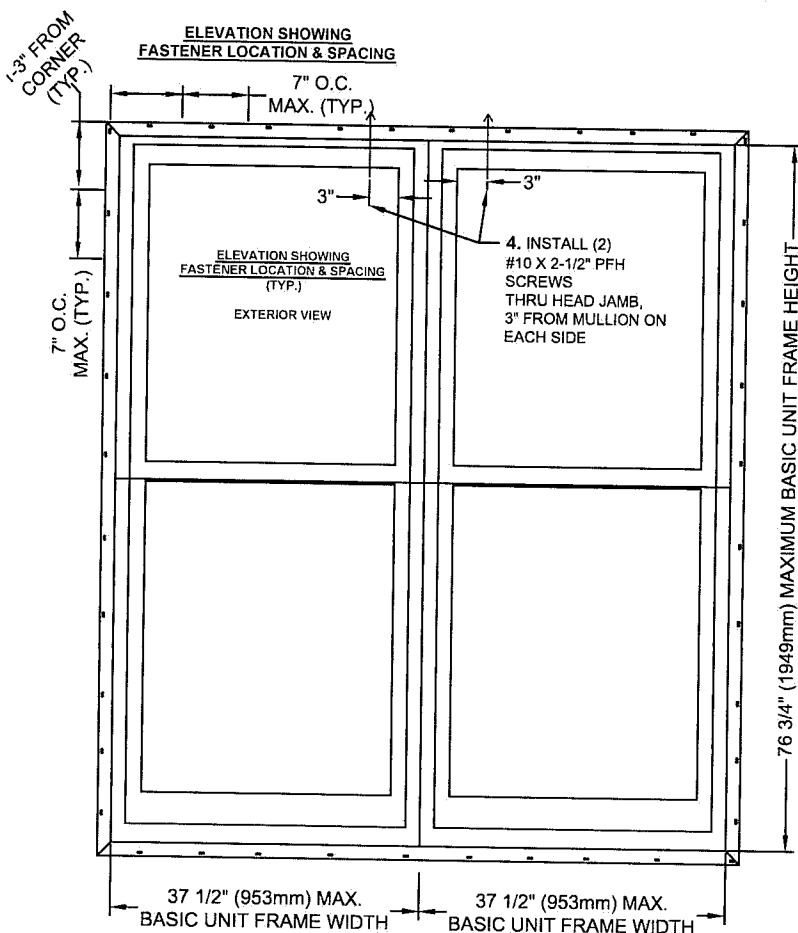 ELEVATION SHOWING
FASTENER LOCATION & SPACING
1-3" FROM
CORNER
(TYP.)
7" O.C.
MAX. (TYP.)
3"
3"
7" O.C.
MAX. (TYP.)
ELEVATION SHOWING
FASTENER LOCATION & SPACING
(TYP.)
EXTERIOR VIEW
4. INSTALL (2)
#10 X 2-1/2" PFH
SCREWS
THRU HEAD JAMB,
3" FROM MULLION ON
EACH SIDE
76 3/4" (1949mm) MAXIMUM BASIC UNIT FRAME HEIGHT
37 1/2" (953mm) MAX.
BASIC UNIT FRAME WIDTH
37 1/2" (953mm) MAX.
BASIC UNIT FRAME WIDTH